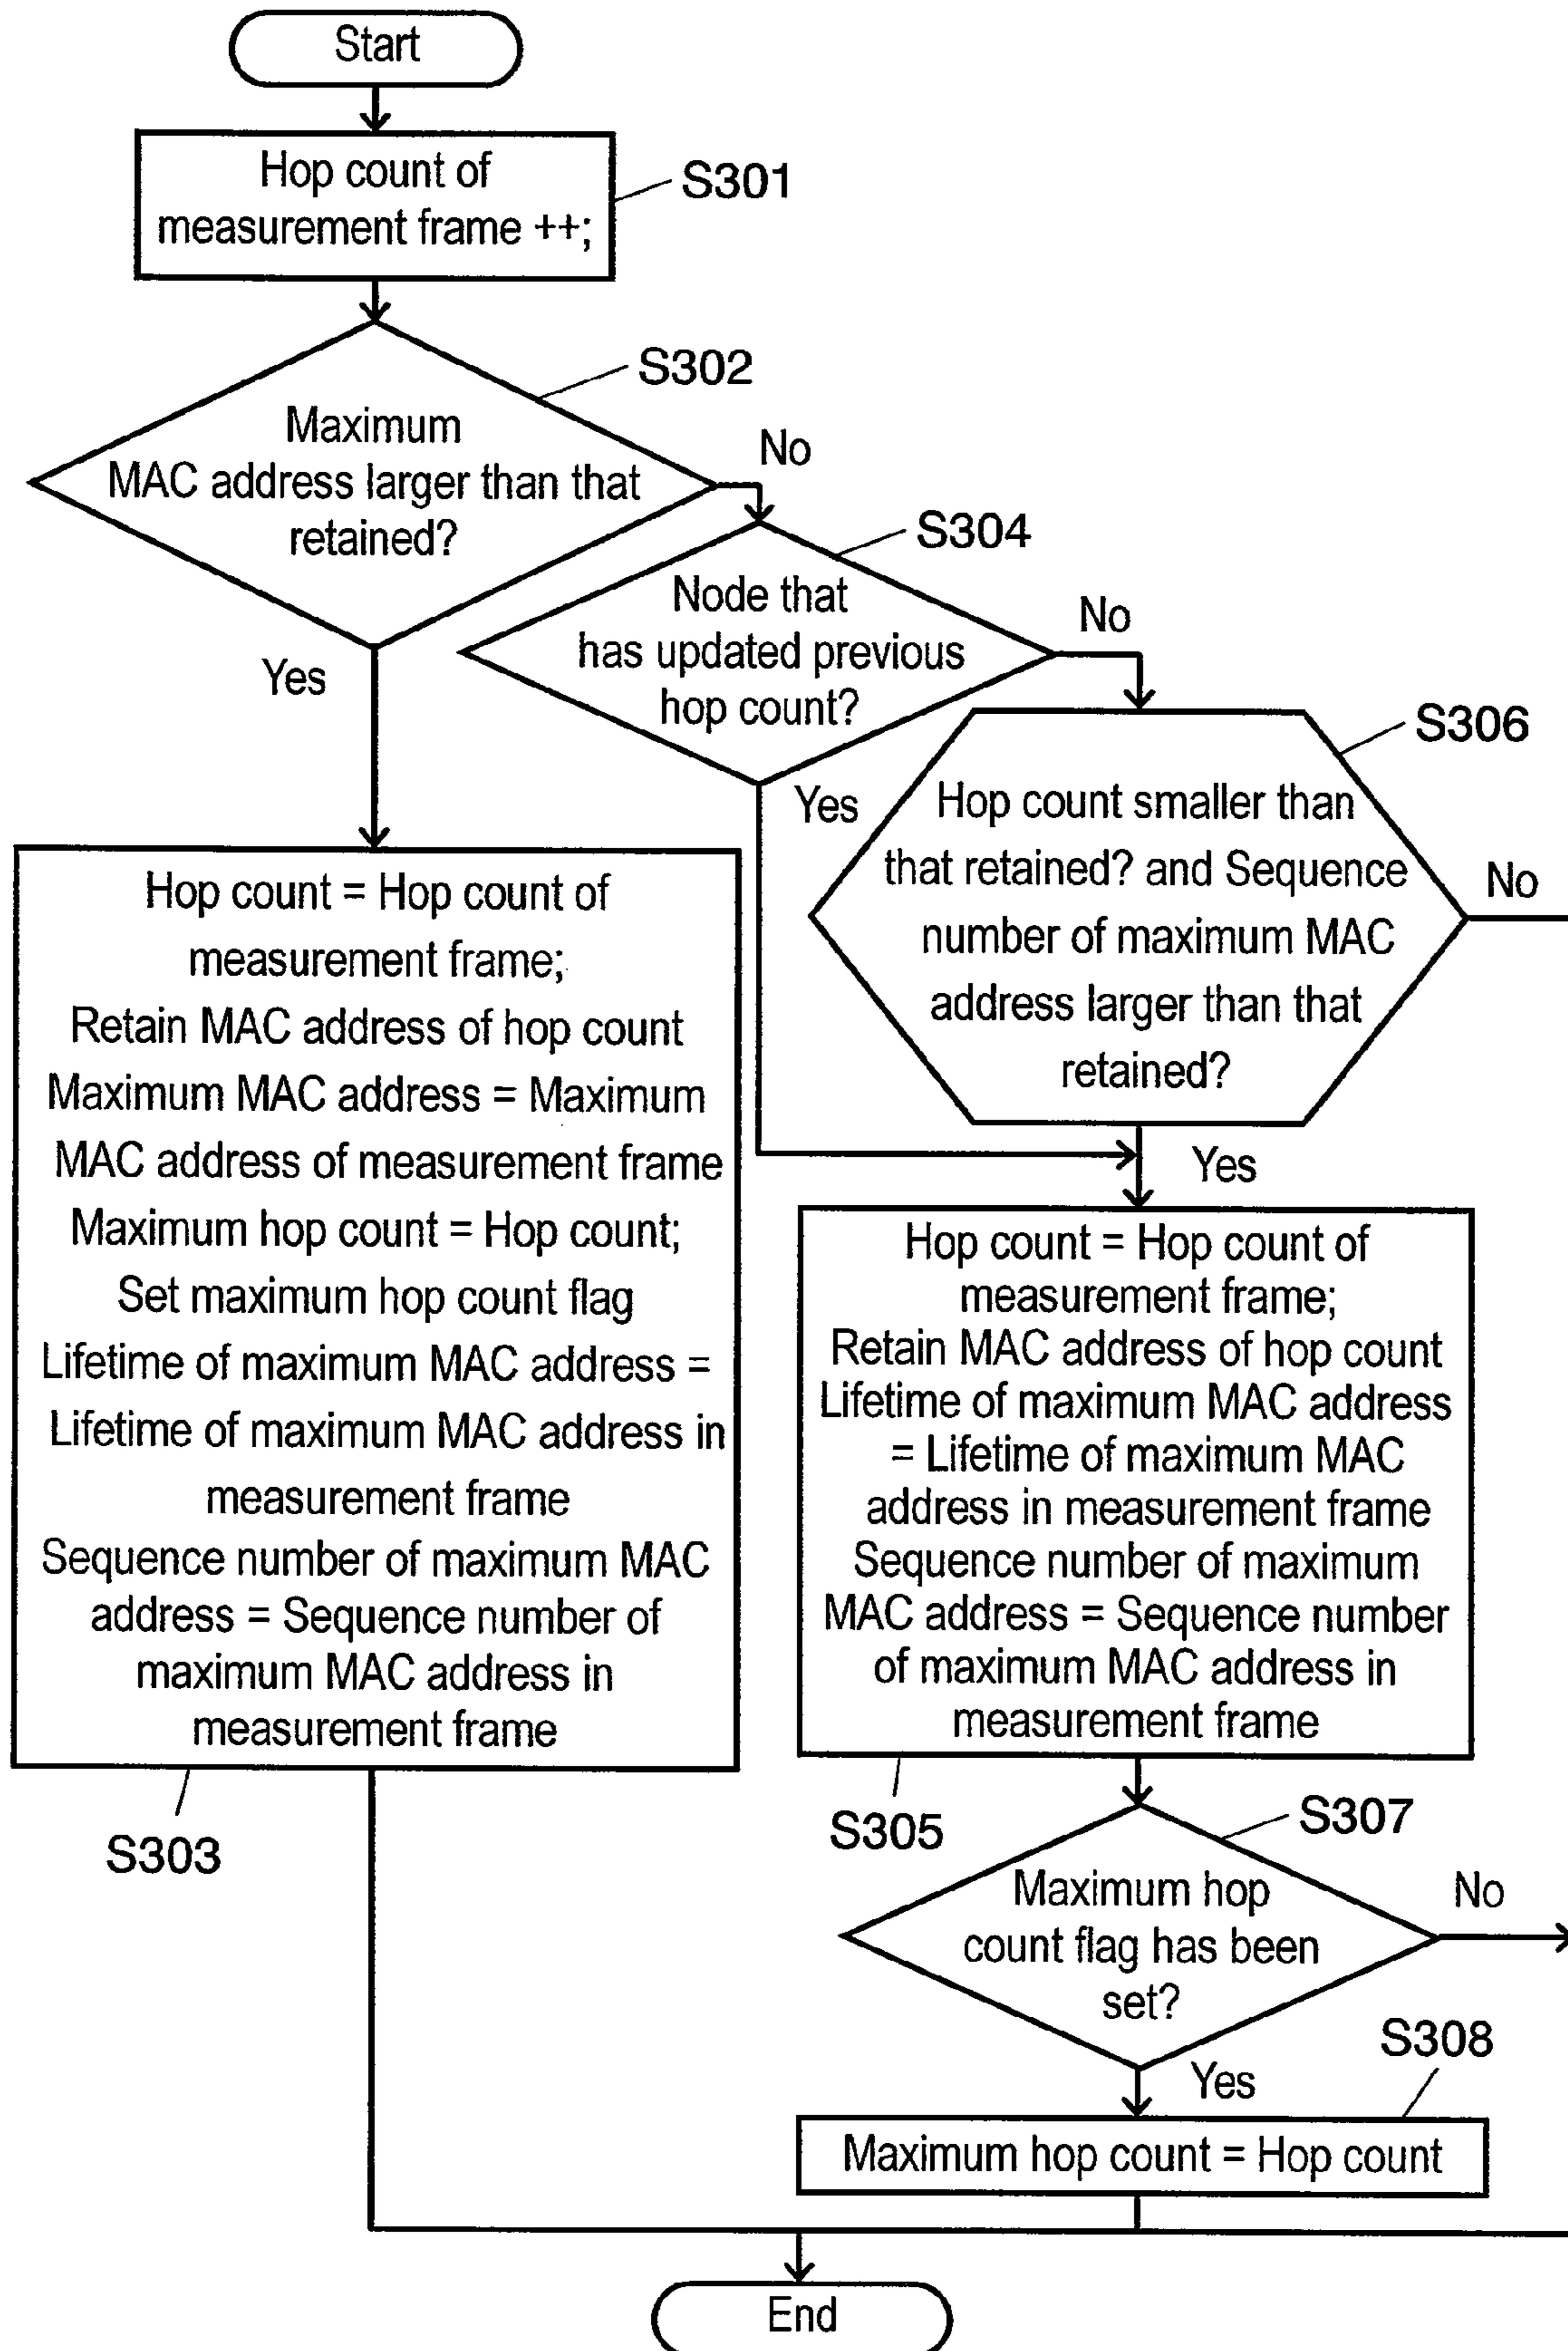 Start
Hop count of
measurement frame ++;
S301
S302
Maximum
MAC address larger than that
retained?
No
Yes
S304
Node that
has updated previous
hop count?
No
Yes
S306
Hop count smaller than
that retained? and Sequence
number of maximum MAC
address larger than that
retained?
No
Yes
Hop count = Hop count of
measurement frame;
Retain MAC address of hop count
Maximum MAC address = Maximum
MAC address of measurement frame
Maximum hop count = Hop count;
Set maximum hop count flag
Lifetime of maximum MAC address =
Lifetime of maximum MAC address in
measurement frame
Sequence number of maximum MAC
address = Sequence number of
maximum MAC address in
measurement frame
S303
Hop count = Hop count of
measurement frame;
Retain MAC address of hop count
Lifetime of maximum MAC address
= Lifetime of maximum MAC
address in measurement frame
Sequence number of maximum
MAC address = Sequence number
of maximum MAC address in
measurement frame
S305
S307
Maximum hop
count flag has been
set?
No
Yes
S308
Maximum hop count = Hop count
End